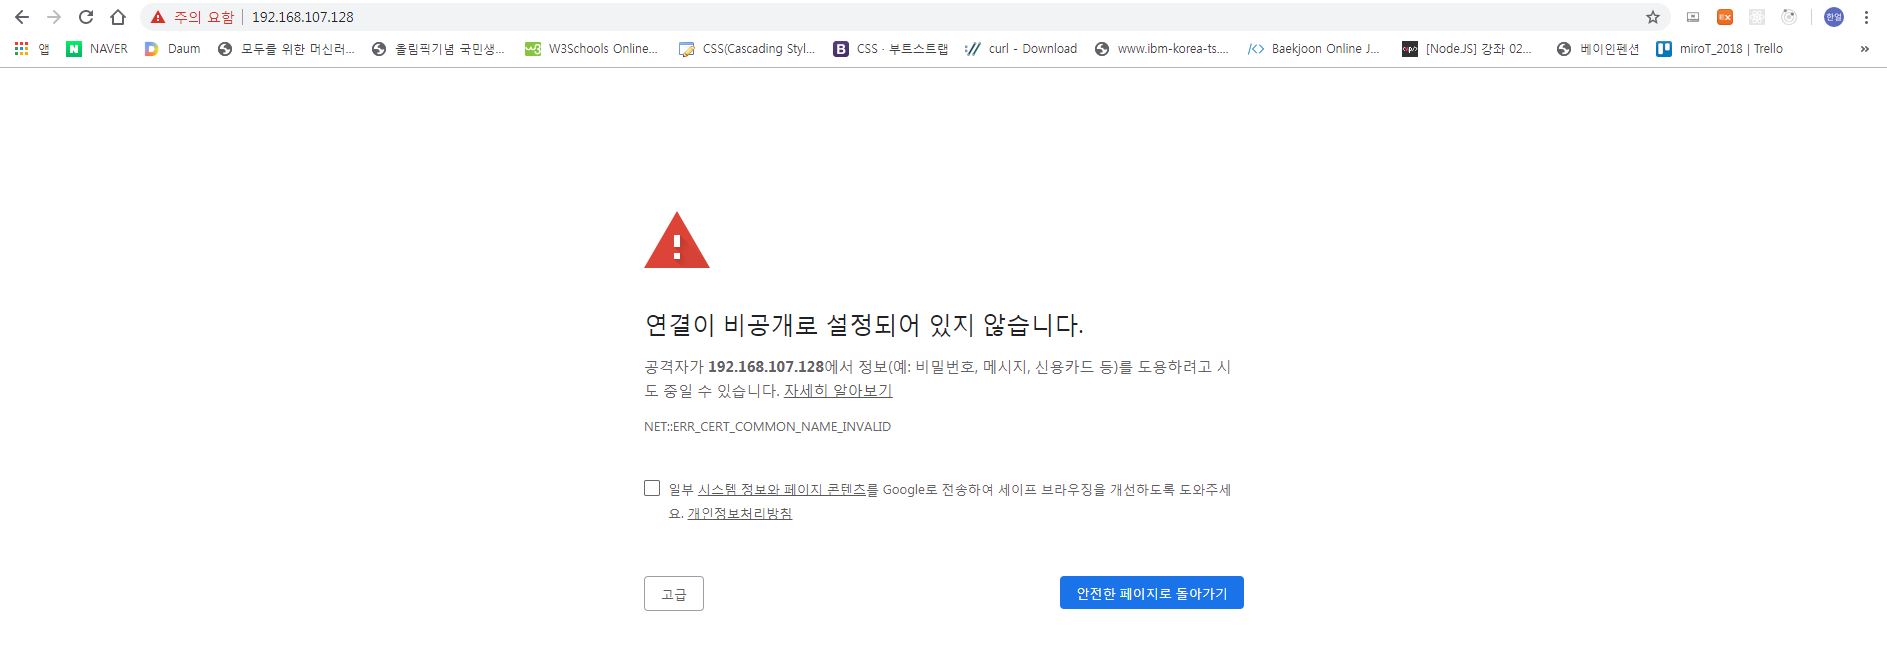 주의 요함 192.168.107.128
한얼
앱 NAVER Daum 모두를 위한 머신러... 올림픽기념 국민생... W3Schools Online... CSS(Cascading Styl... CSS · 부트스트랩 curl - Download www.ibm-korea-ts.... Baekjoon Online J... [NodeJS] 강좌 02... 베이인펜션 miroT_2018 | Trello »
연결이 비공개로 설정되어 있지 않습니다.
공격자가 192.168.107.128에서 정보(예: 비밀번호, 메시지, 신용카드 등)를 도용하려고 시
도 중일 수 있습니다. 자세히 알아보기
NET::ERR_CERT_COMMON_NAME_INVALID
일부 시스템 정보와 페이지 콘텐츠를 Google로 전송하여 세이프 브라우징을 개선하도록 도와주세
요. 개인정보처리방침
고급 안전한 페이지로 돌아가기